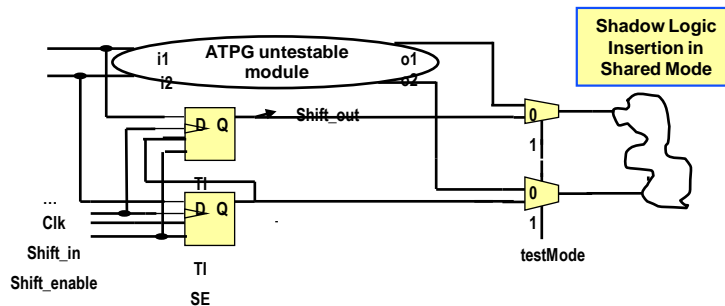 Shadow Logic
Insertion in
Shared Mode
ATPG untestable
module
i1
i2
o1
o2
D Q
Shift_out
TI
0
1
0
1
D Q
TI
SE
...
Clk
Shift_in
Shift_enable
testMode